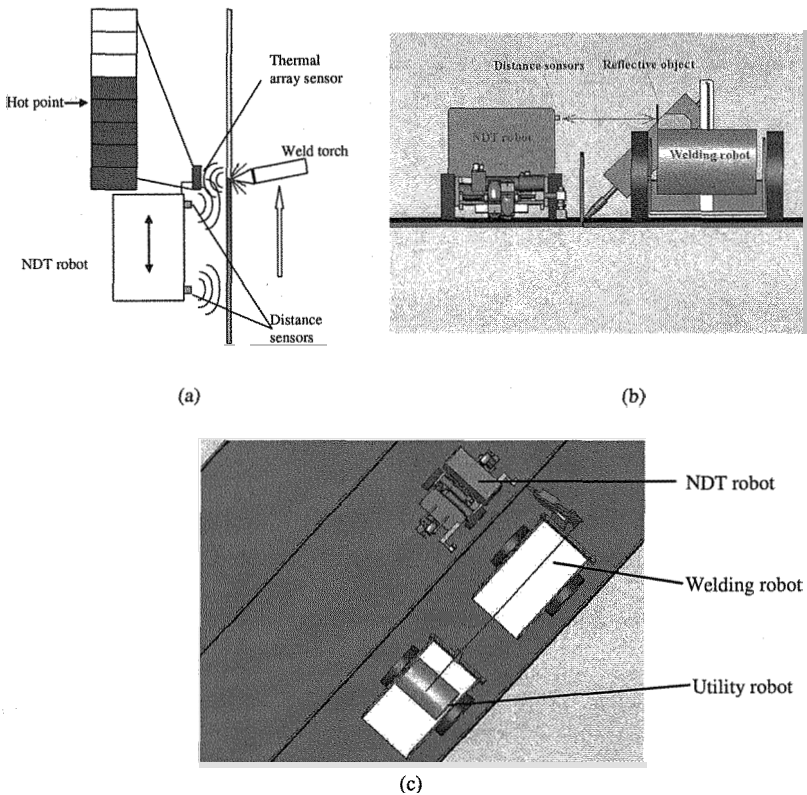 Thermal
array sensor
Hot point
Weld torch
NDT robot
Distance
sensors
(a)
Distance sensors
Reflective object
NDT robot
Welding robot
(b)
NDT robot
Welding robot
Utility robot
(c)